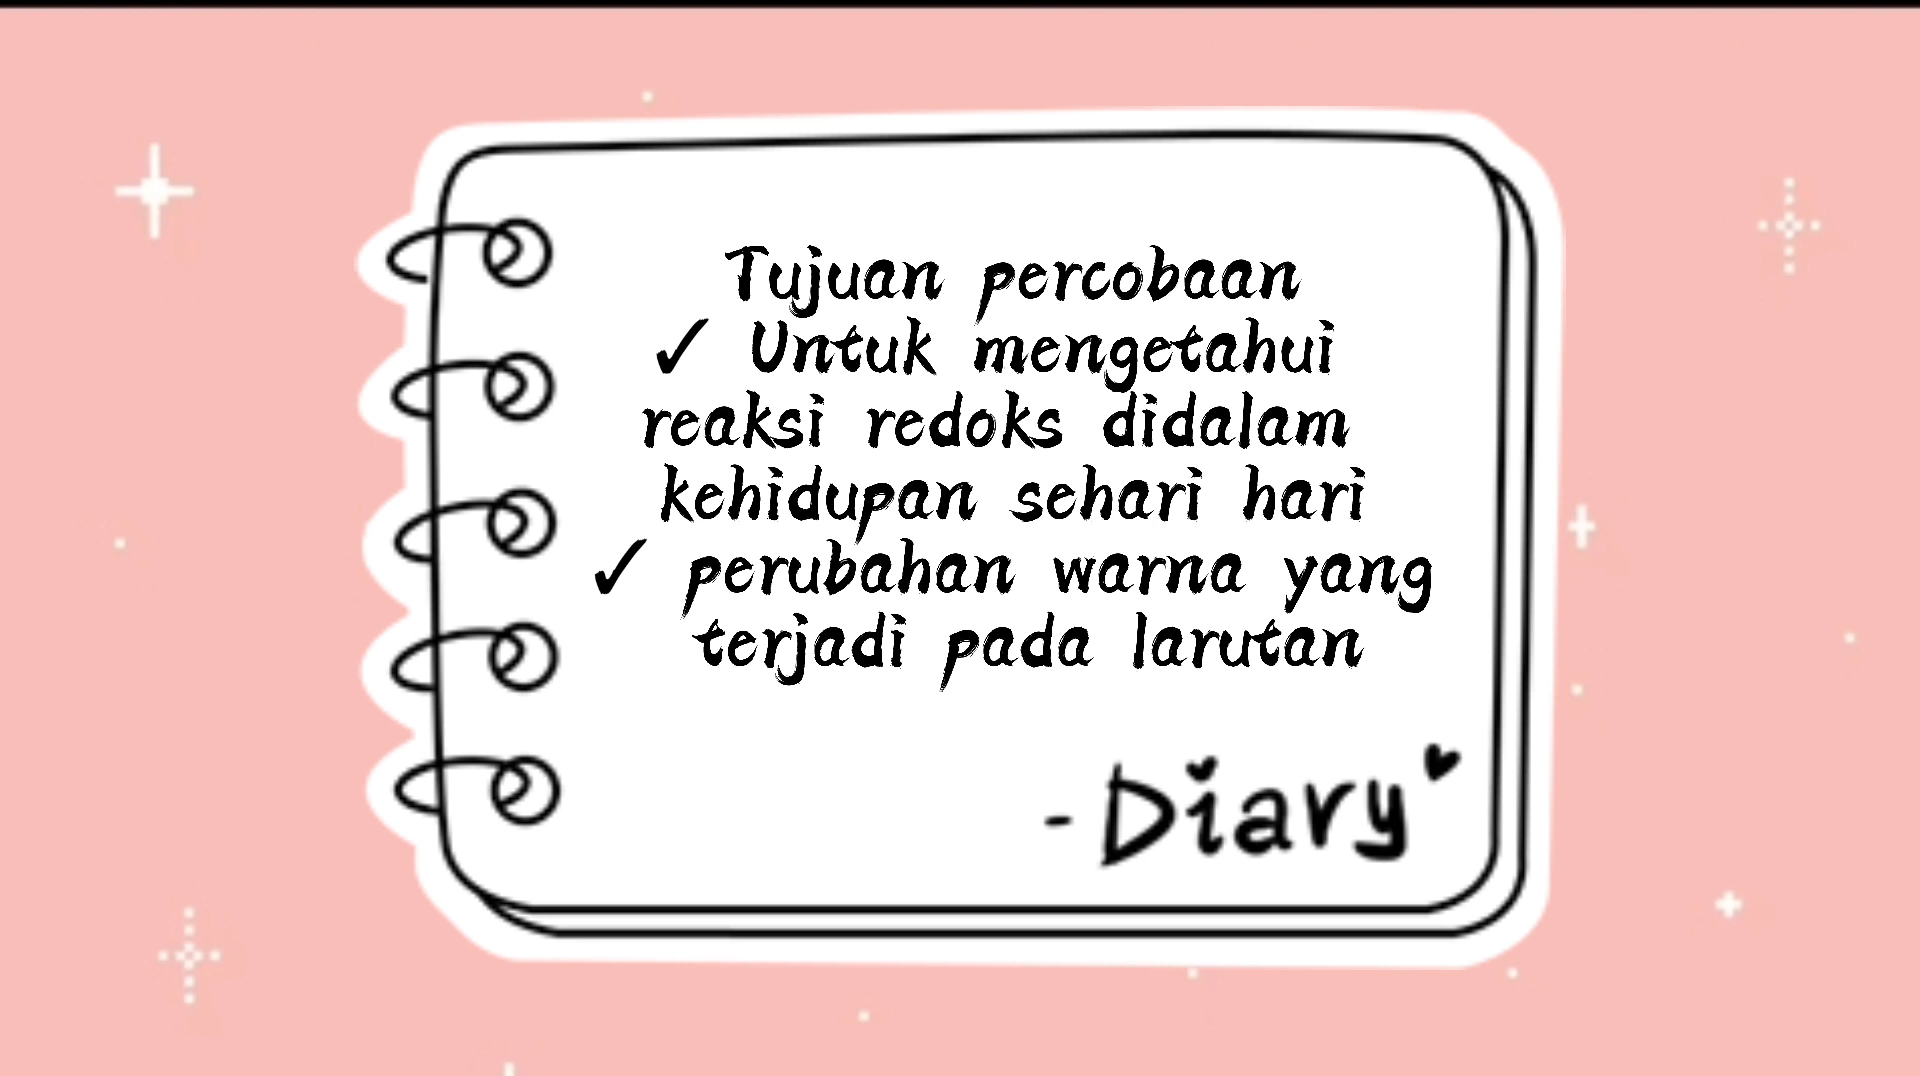 Tujuan percobaan
✓ Untuk mengetahui
reaksi redoks didalam
kehidupan sehari hari
✓ perubahan warna yang
terjadi pada larutan
- Diary